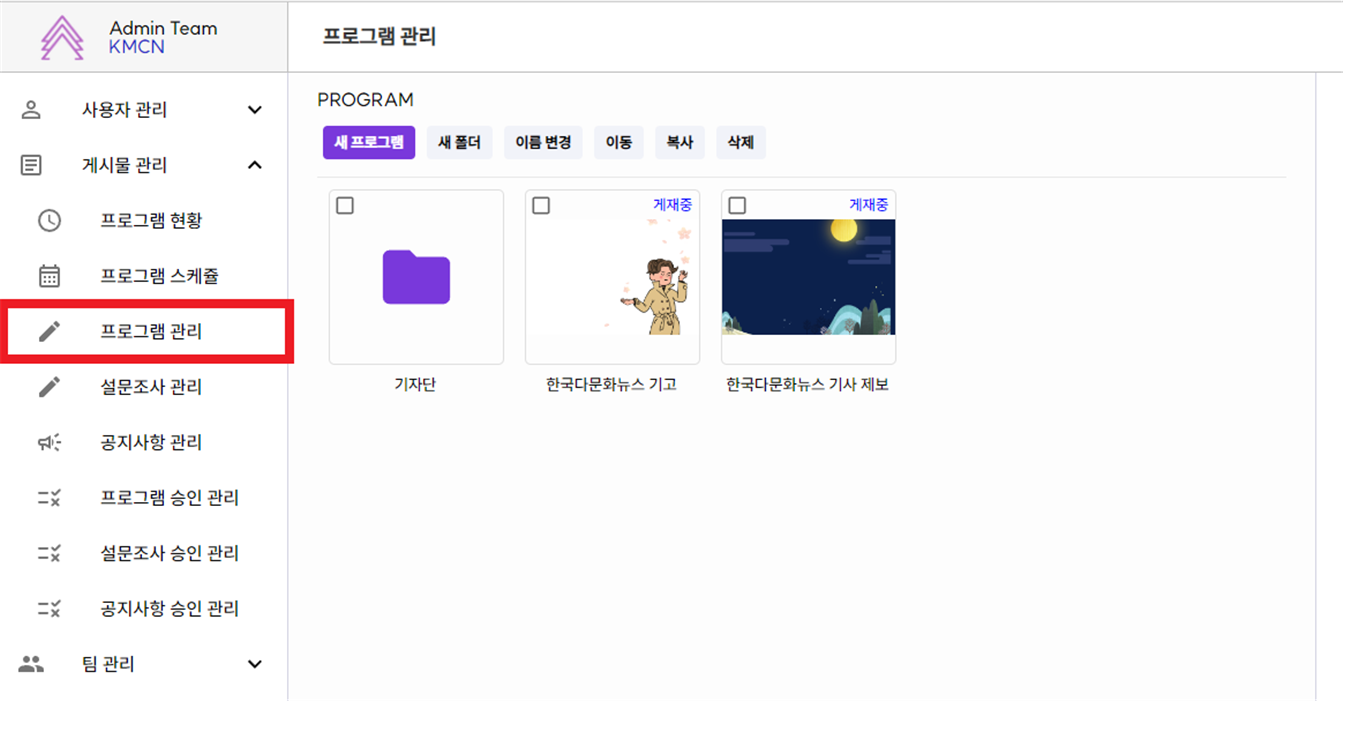 Admin Team
KMCN
프로그램 관리
사용자 관리
게시물 관리
프로그램 현황
프로그램 스케쥴
프로그램 관리
설문조사 관리
공지사항 관리
프로그램 승인 관리
설문조사 승인 관리
공지사항 승인 관리
팀 관리
PROGRAM
새 프로그램 새 폴더 이름 변경 이동 복사 삭제
게재중 게재중
기자단 한국다문화뉴스 기고 한국다문화뉴스 기사 제보